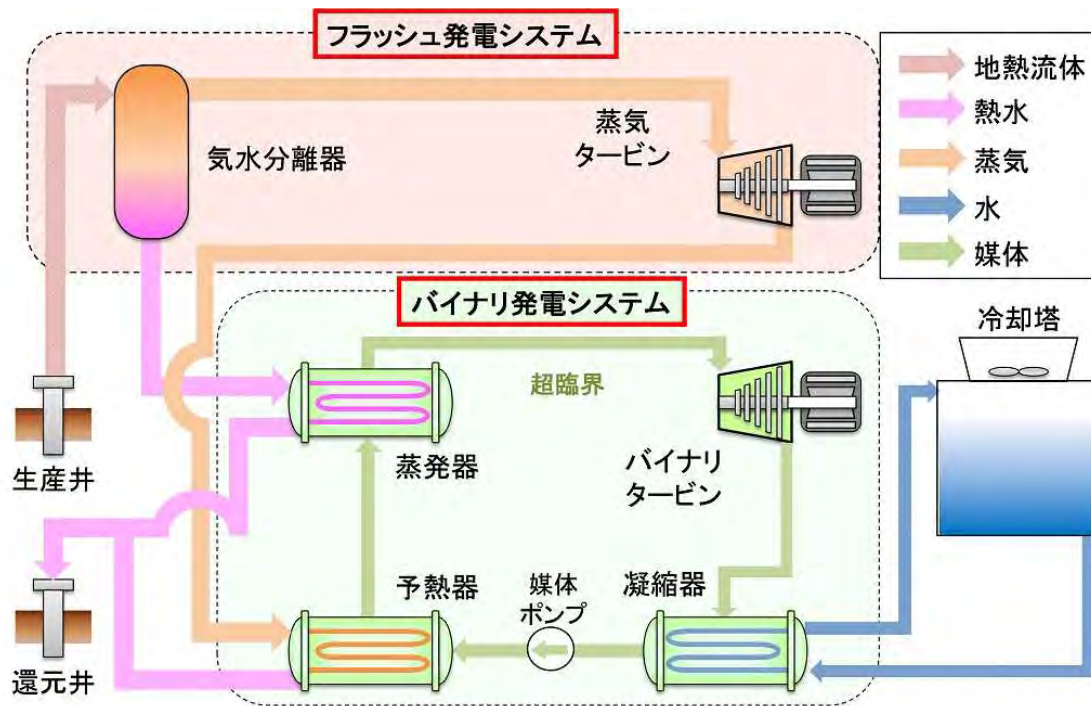 フラッシュ発電システム
地熱流体
熱水
蒸気
水
媒体
気水分離器
蒸気
タービン
バイナリ発電システム
冷却塔
超臨界
生産井
蒸発器
バイナリ
タービン
予熱器
媒体
ポンプ
凝縮器
還元井